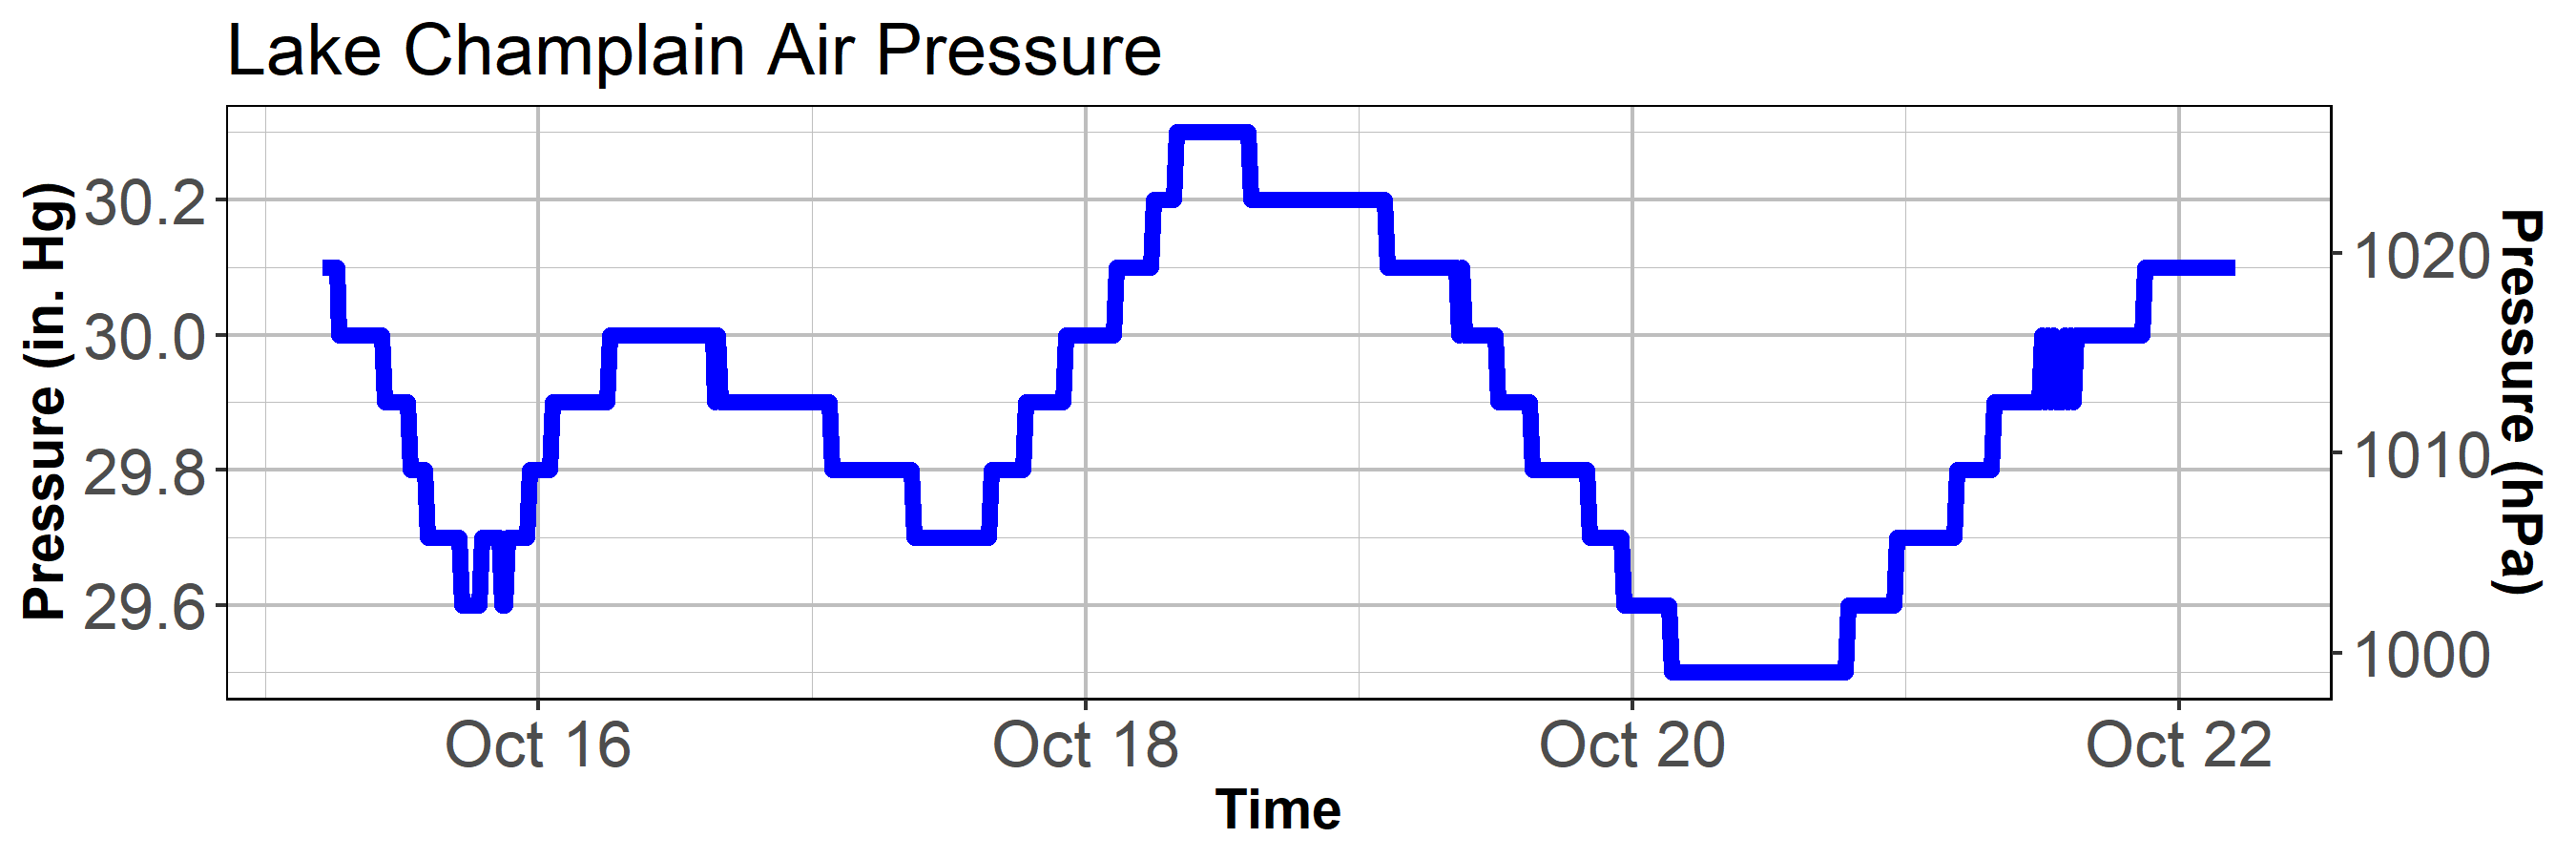 Lake Champlain Air Pressure
Pressure (in. Hg)
30.2
30.0
29.8
29.6
1020
1010
1000
Pressure (hPa)
Oct 16 Oct 18 Oct 20 Oct 22
Time